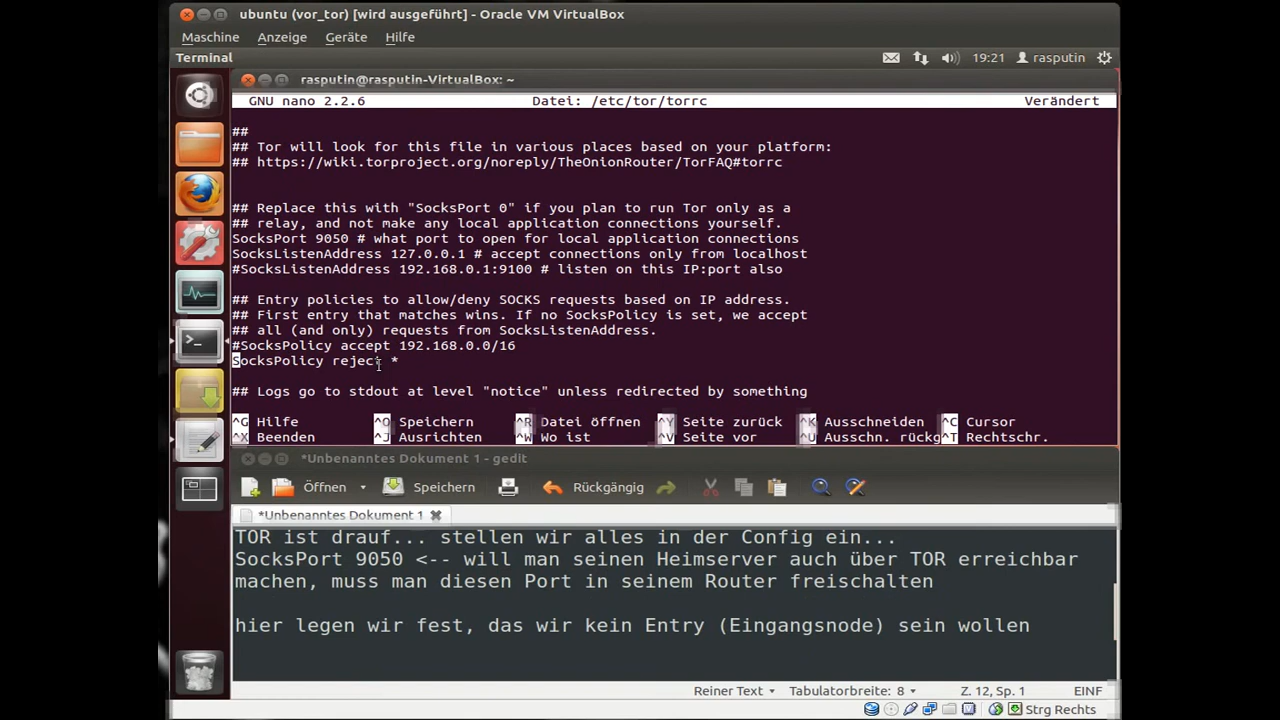 ubuntu (vor_tor) [wird ausgeführt] - Oracle VM VirtualBox
Maschine Anzeige Geräte Hilfe
Terminal 19:21 rasputin
rasputin@rasputin-VirtualBox: ~
GNU nano 2.2.6 Datei: /etc/tor/torrc Verändert
##
## Tor will look for this file in various places based on your platform:
## https://wiki.torproject.org/noreply/TheOnionRouter/TorFAQ#torrc
## Replace this with "SocksPort 0" if you plan to run Tor only as a
## relay, and not make any local application connections yourself.
SocksPort 9050 # what port to open for local application connections
SocksListenAddress 127.0.0.1 # accept connections only from localhost
#SocksListenAddress 192.168.0.1:9100 # listen on this IP:port also
## Entry policies to allow/deny SOCKS requests based on IP address.
## First entry that matches wins. If no SocksPolicy is set, we accept
## all (and only) requests from SocksListenAddress.
#SocksPolicy accept 192.168.0.0/16
SocksPolicy reject *
## Logs go to stdout at level "notice" unless redirected by something
^G Hilfe ^O Speichern ^R Datei öffnen ^Y Seite zurück ^K Ausschneiden ^C Cursor
^X Beenden ^J Ausrichten ^W Wo ist ^V Seite vor ^U Ausschn. rückg ^T Rechtschr.
*Unbenanntes Dokument 1 - gedit
Öffnen Speichern Rückgängig
*Unbenanntes Dokument 1
TOR ist drauf... stellen wir alles in der Config ein...
SocksPort 9050 <-- will man seinen Heimserver auch über TOR erreichbar
machen, muss man diesen Port in seinem Router freischalten
hier legen wir fest, das wir kein Entry (Eingangsnode) sein wollen
Reiner Text Tabulatorbreite: 8 Z. 12, Sp. 1 EINF
Strg Rechts